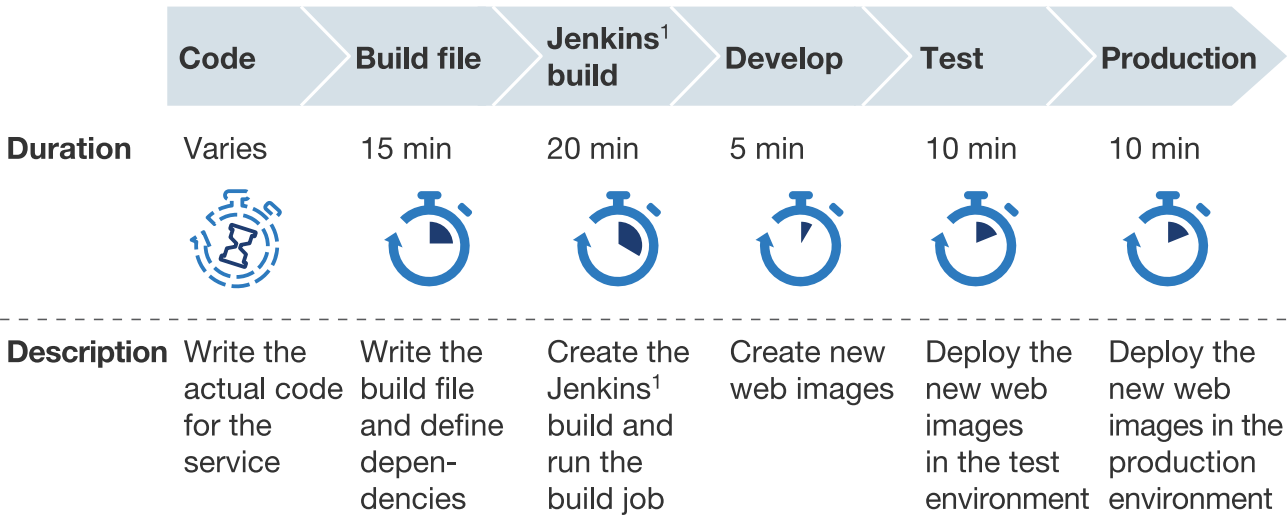 Code
Build file
Jenkins¹
build
Develop
Test
Production
Duration
Varies
15 min
20 min
5 min
10 min
10 min
Description
Write the
actual code
for the
service
Write the
build file
and define
depen-
dencies
Create the
Jenkins¹
build and
run the
build job
Create new
web images
Deploy the
new web
images
in the test
environment
Deploy the
new web
images in the
production
environment